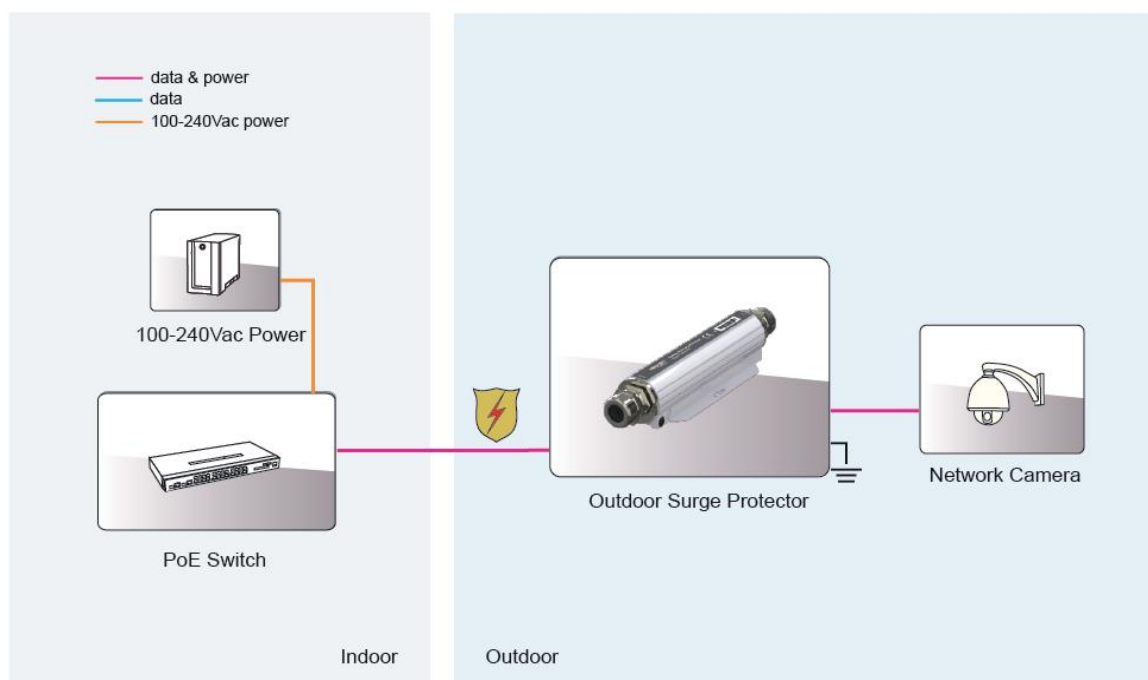 data & power
data
100-240Vac power
100-240Vac Power
PoE Switch
Indoor
Outdoor Surge Protector
Network Camera
Outdoor